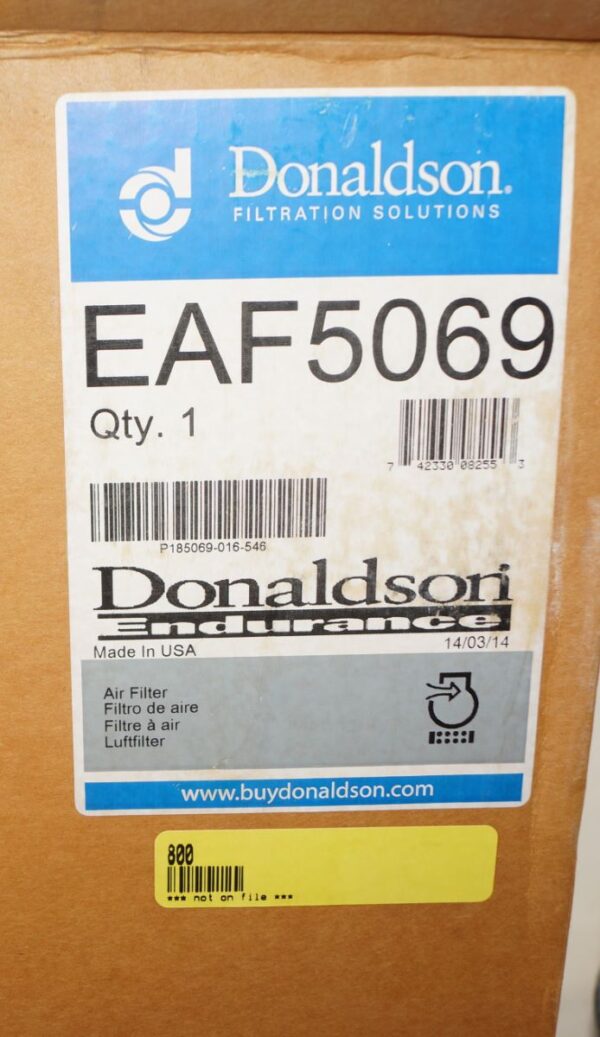 Donaldson.
FILTRATION SOLUTIONS
EAF5069
Qty. 1
7 42330 08255 3
P185069-016-546
Donaldson
Endurance
Made In USA
14/03/14
Air Filter
Filtro de aire
Filtre à air
Luftfilter
www.buydonaldson.com
800
*** not on file ***